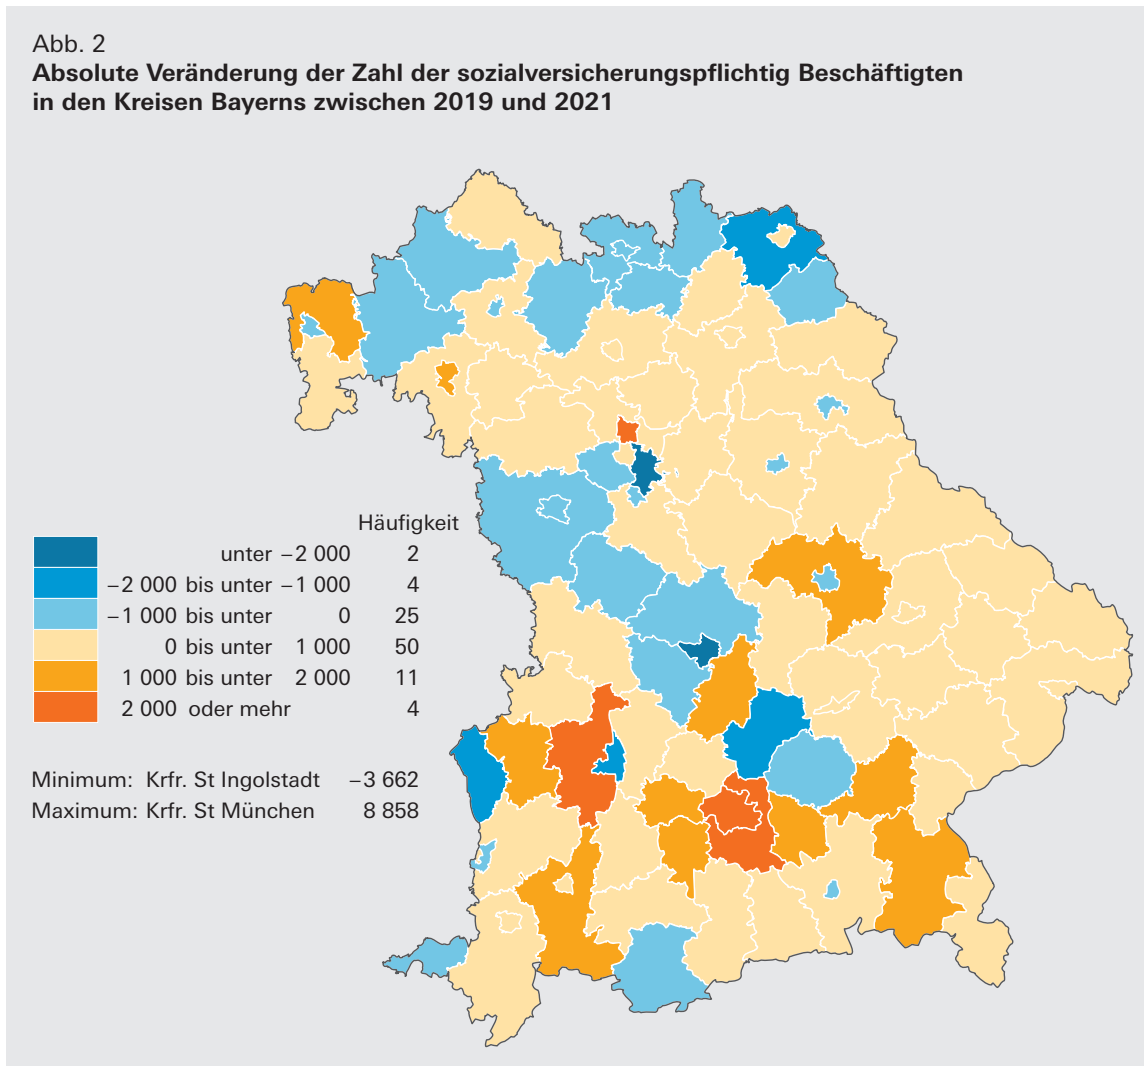 Abb. 2
Absolute Veränderung der Zahl der sozialversicherungspflichtig Beschäftigten
in den Kreisen Bayerns zwischen 2019 und 2021
Häufigkeit
unter –2 000 2
–2 000 bis unter –1 000 4
–1 000 bis unter 0 25
0 bis unter 1 000 50
1 000 bis unter 2 000 11
2 000 oder mehr 4
Minimum: Krfr. St Ingolstadt –3 662
Maximum: Krfr. St München 8 858